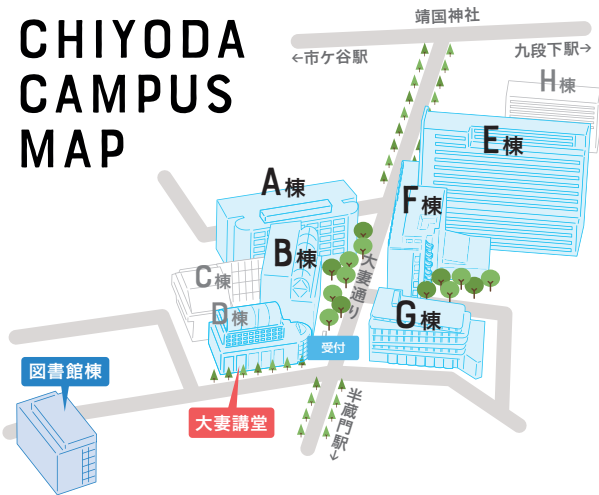 CHIYODA
CAMPUS
MAP
靖国神社
←市ケ谷駅
九段下駅→
H棟
E棟
A棟
F棟
B棟
C棟
大妻通り
D棟
G棟
受付
図書館棟
大妻講堂
半蔵門駅→